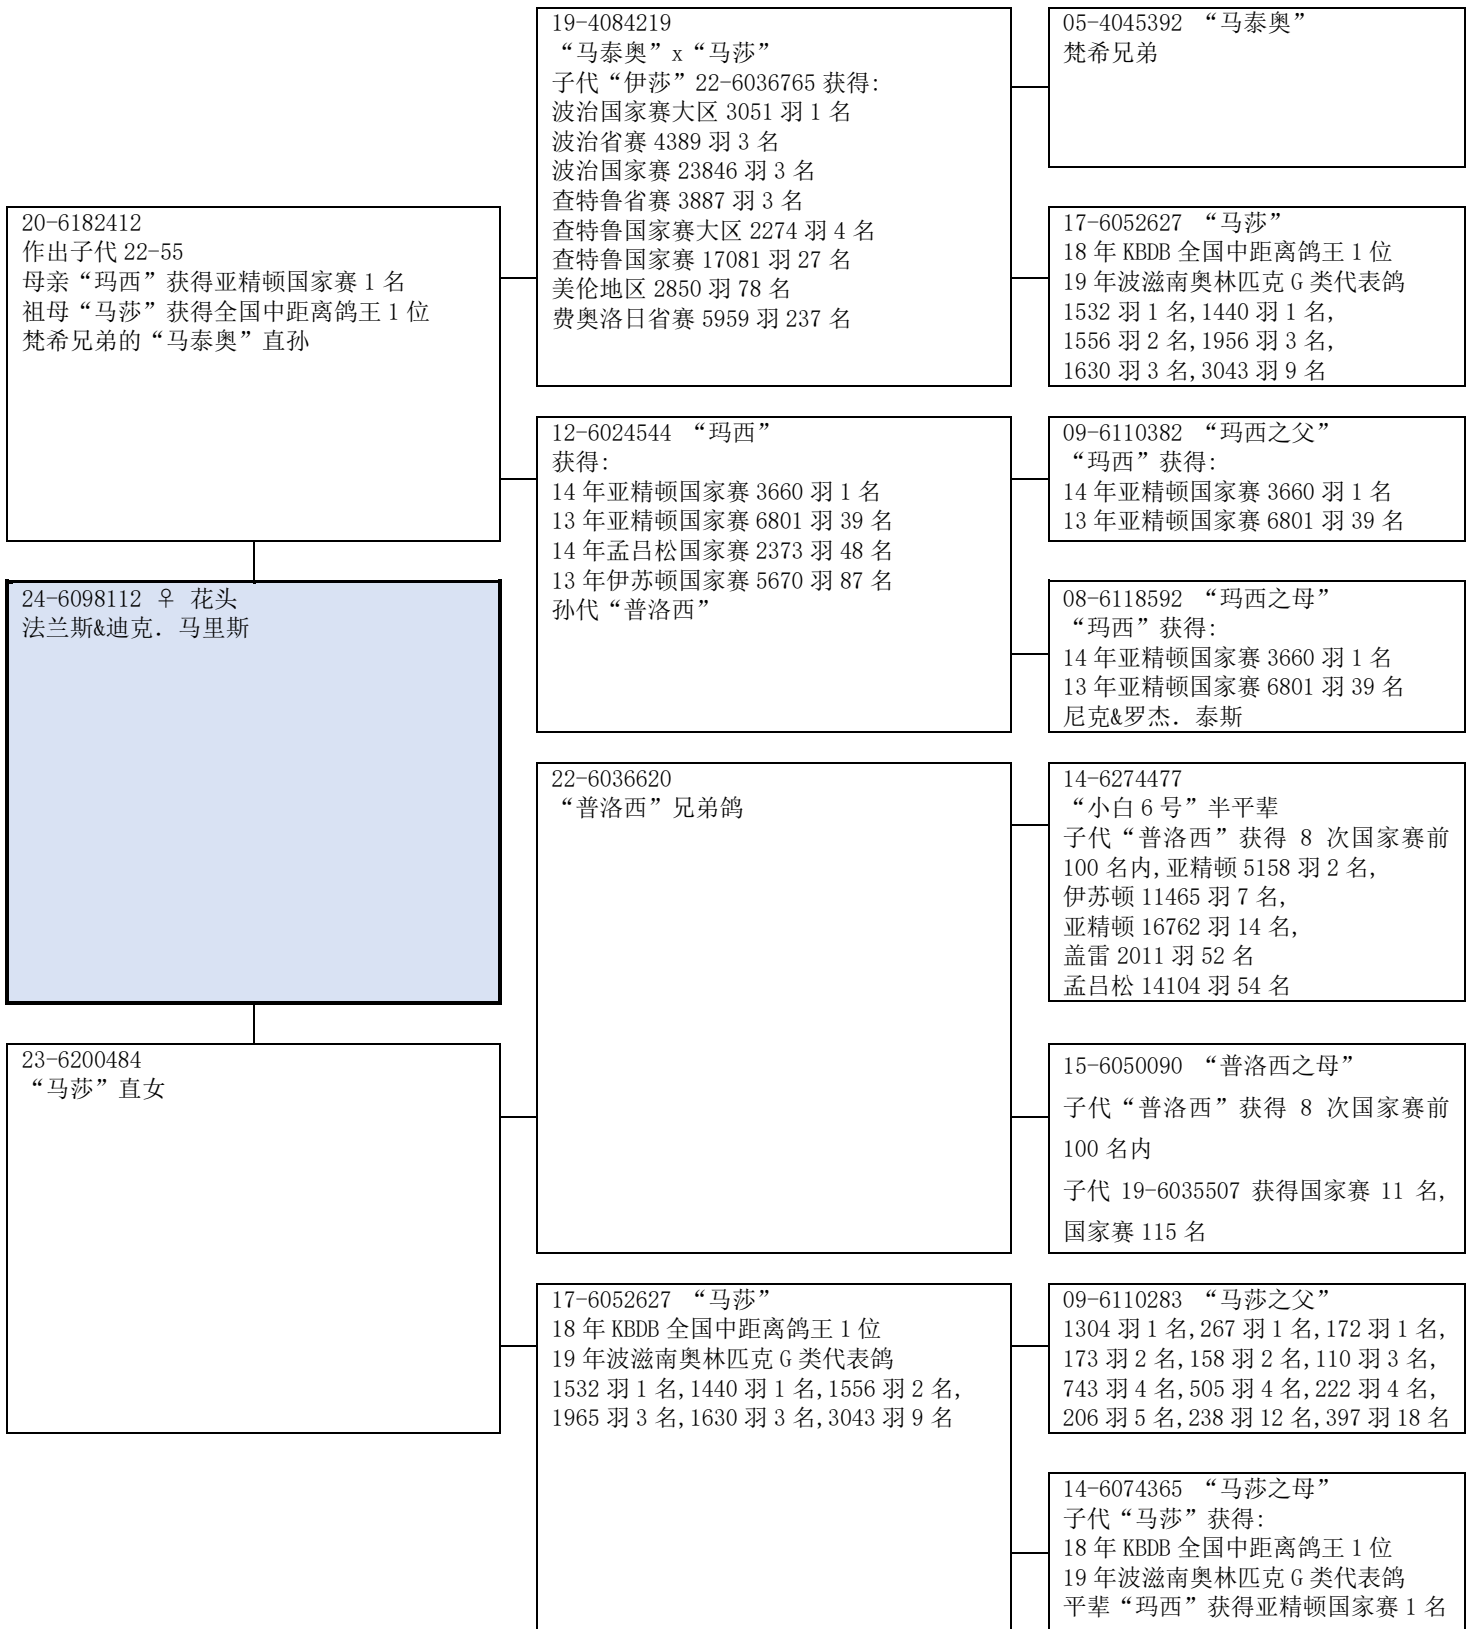 20-6182412
作出子代 22-55
母亲“玛西”获得亚精顿国家赛 1 名
祖母“马莎”获得全国中距离鸽王 1 位
梵希兄弟的“马泰奥”直孙
24-6098112 ♀ 花头
法兰斯&迪克．马里斯
23-6200484
“马莎”直女
19-4084219
“马泰奥”x“马莎”
子代“伊莎”22-6036765 获得:
波治国家赛大区 3051 羽 1 名
波治省赛 4389 羽 3 名
波治国家赛 23846 羽 3 名
查特鲁省赛 3887 羽 3 名
查特鲁国家赛大区 2274 羽 4 名
查特鲁国家赛 17081 羽 27 名
美伦地区 2850 羽 78 名
费奥洛日省赛 5959 羽 237 名
12-6024544 “玛西”
获得:
14 年亚精顿国家赛 3660 羽 1 名
13 年亚精顿国家赛 6801 羽 39 名
14 年孟吕松国家赛 2373 羽 48 名
13 年伊苏顿国家赛 5670 羽 87 名
孙代“普洛西”
22-6036620
“普洛西”兄弟鸽
17-6052627 “马莎”
18 年 KBDB 全国中距离鸽王 1 位
19 年波滋南奥林匹克 G 类代表鸽
1532 羽 1 名,1440 羽 1 名,1556 羽 2 名,
1965 羽 3 名,1630 羽 3 名,3043 羽 9 名
05-4045392 “马泰奥”
梵希兄弟
17-6052627 “马莎”
18 年 KBDB 全国中距离鸽王 1 位
19 年波滋南奥林匹克 G 类代表鸽
1532 羽 1 名,1440 羽 1 名,
1556 羽 2 名,1956 羽 3 名,
1630 羽 3 名,3043 羽 9 名
09-6110382 “玛西之父”
“玛西”获得:
14 年亚精顿国家赛 3660 羽 1 名
13 年亚精顿国家赛 6801 羽 39 名
08-6118592 “玛西之母”
“玛西”获得:
14 年亚精顿国家赛 3660 羽 1 名
13 年亚精顿国家赛 6801 羽 39 名
尼克&罗杰．泰斯
14-6274477
“小白 6 号”半平辈
子代“普洛西”获得 8 次国家赛前
100 名内,亚精顿 5158 羽 2 名,
伊苏顿 11465 羽 7 名,
亚精顿 16762 羽 14 名,
盖雷 2011 羽 52 名
孟吕松 14104 羽 54 名
15-6050090 “普洛西之母”
子代“普洛西”获得 8 次国家赛前
100 名内
子代 19-6035507 获得国家赛 11 名,
国家赛 115 名
09-6110283 “马莎之父”
1304 羽 1 名,267 羽 1 名,172 羽 1 名,
173 羽 2 名,158 羽 2 名,110 羽 3 名,
743 羽 4 名,505 羽 4 名,222 羽 4 名,
206 羽 5 名,238 羽 12 名,397 羽 18 名
14-6074365 “马莎之母”
子代“马莎”获得:
18 年 KBDB 全国中距离鸽王 1 位
19 年波滋南奥林匹克 G 类代表鸽
平辈“玛西”获得亚精顿国家赛 1 名